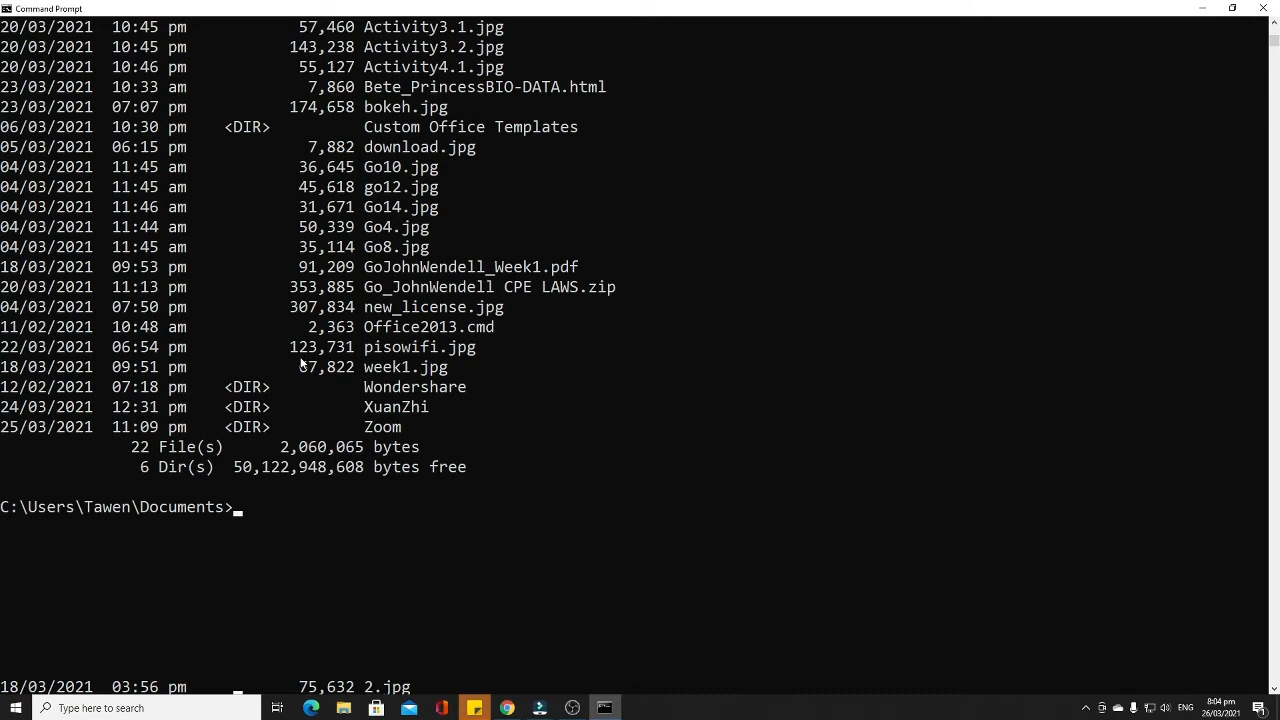 Command Prompt
20/03/2021 10:45 pm 57,460 Activity3.1.jpg
20/03/2021 10:45 pm 143,238 Activity3.2.jpg
20/03/2021 10:46 pm 55,127 Activity4.1.jpg
23/03/2021 10:33 am 7,860 Bete_PrincessBIO-DATA.html
23/03/2021 07:07 pm 174,658 bokeh.jpg
06/03/2021 10:30 pm <DIR> Custom Office Templates
05/03/2021 06:15 pm 7,882 download.jpg
04/03/2021 11:45 am 36,645 Go10.jpg
04/03/2021 11:45 am 45,618 go12.jpg
04/03/2021 11:46 am 31,671 Go14.jpg
04/03/2021 11:44 am 50,339 Go4.jpg
04/03/2021 11:45 am 35,114 Go8.jpg
18/03/2021 09:53 pm 91,209 GoJohnWendell_Week1.pdf
20/03/2021 11:13 pm 353,885 Go_JohnWendell CPE LAWS.zip
04/03/2021 07:50 pm 307,834 new_license.jpg
11/02/2021 10:48 am 2,363 Office2013.cmd
22/03/2021 06:54 pm 123,731 pisowifi.jpg
18/03/2021 09:51 pm week1.jpg
12/02/2021 07:18 pm <DIR> Wondershare
24/03/2021 12:31 pm <DIR> XuanZhi
25/03/2021 11:09 pm <DIR> Zoom
22 File(s) 2,060,065 bytes
6 Dir(s) 50,122,948,608 bytes free
C:\Users\Tawen\Documents>
18/03/2021 03:56 pm 75,632 2.jpg
Type here to search
ENG
8:04 pm
26/03/2021